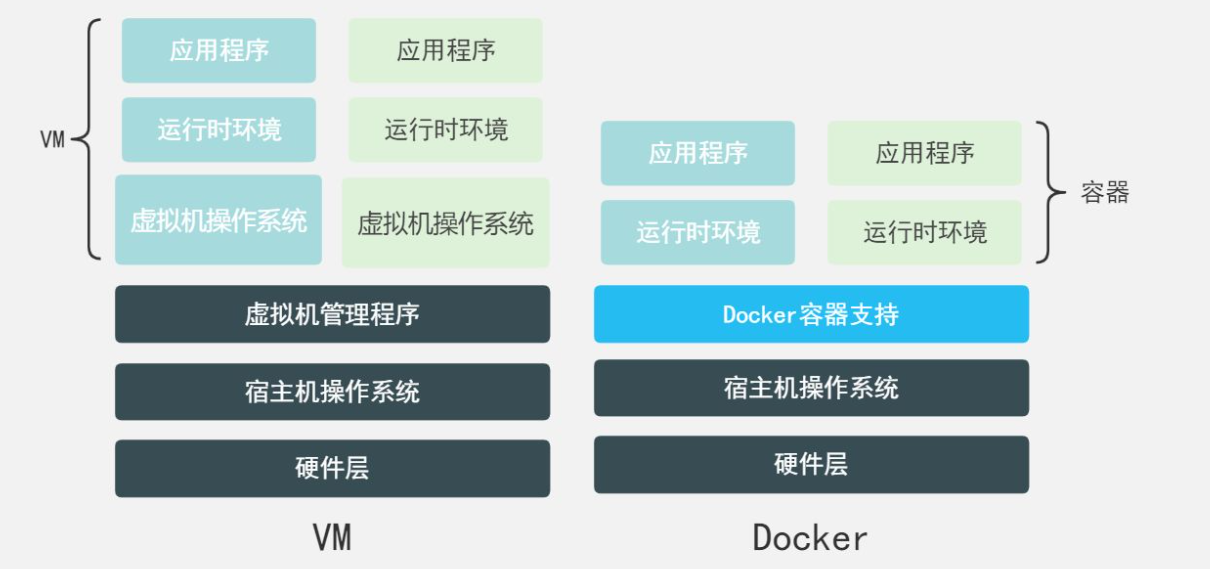 应用程序
应用程序
VM
运行时环境
运行时环境
虚拟机操作系统
虚拟机操作系统
虚拟机管理程序
宿主机操作系统
硬件层
VM
应用程序
应用程序
容器
运行时环境
运行时环境
Docker容器支持
宿主机操作系统
硬件层
Docker